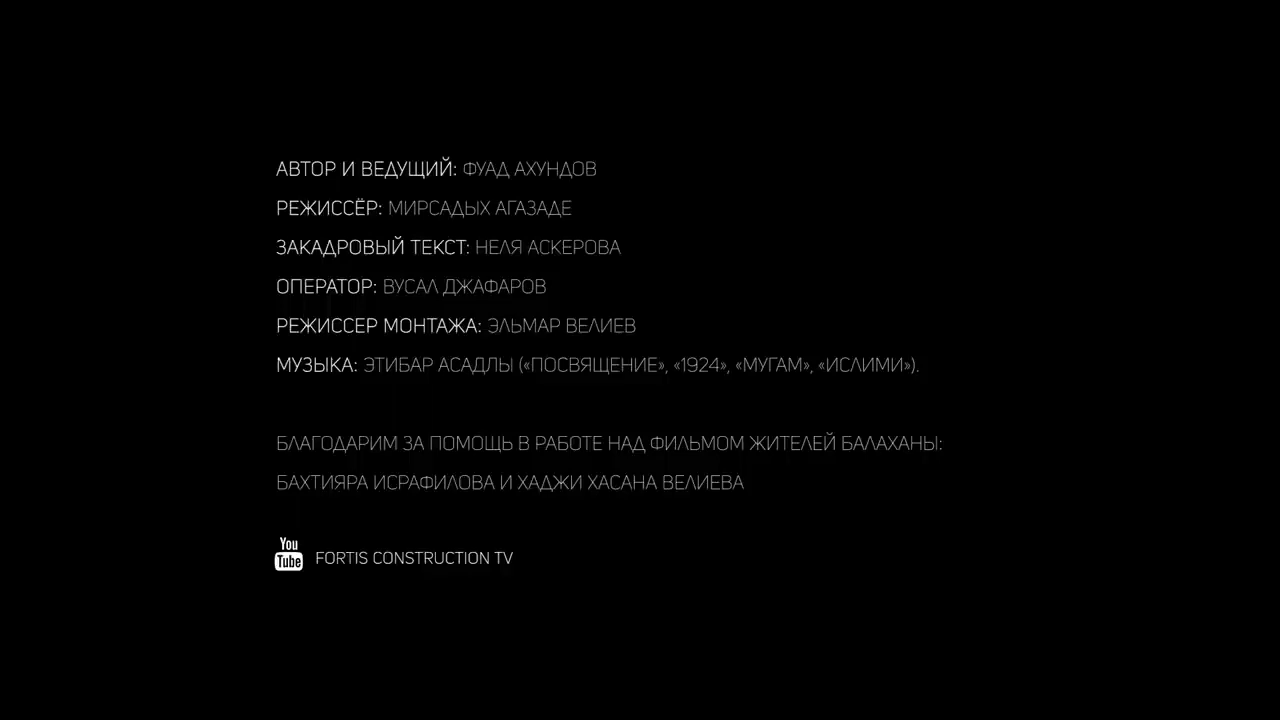 АВТОР И ВЕДУЩИЙ: ФУАД АХУНДОВ
РЕЖИССЁР: МИРСАДЫХ АГАЗАДЕ
ЗАКАДРОВЫЙ ТЕКСТ: НЕЛЯ АСКЕРОВА
ОПЕРАТОР: ВУСАЛ ДЖАФАРОВ
РЕЖИССЕР МОНТАЖА: ЭЛЬМАР ВЕЛИЕВ
МУЗЫКА: ЭТИБАР АСАДЛЫ («ПОСВЯЩЕНИЕ», «1924», «МУГАМ», «ИСЛИМИ»).
БЛАГОДАРИМ ЗА ПОМОЩЬ В РАБОТЕ НАД ФИЛЬМОМ ЖИТЕЛЕЙ БАЛАХАНЫ:
БАХТИЯРА ИСРАФИЛОВА И ХАДЖИ ХАСАНА ВЕЛИЕВА
You Tube FORTIS CONSTRUCTION TV